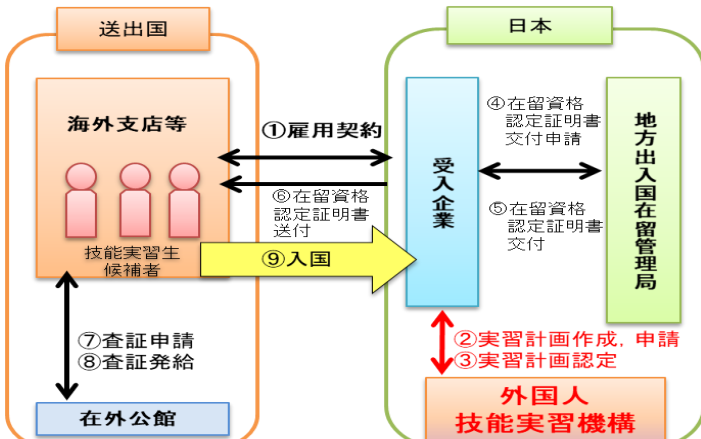 送出国
日本
海外支店等
技能実習生
候補者
①雇用契約
⑥在留資格
認定証明書
送付
⑨入国
⑦査証申請
⑧査証発給
在外公館
受入企業
④在留資格
認定証明書
交付申請
⑤在留資格
認定証明書
交付
地方出入国在留管理局
②実習計画作成，申請
③実習計画認定
外国人
技能実習機構